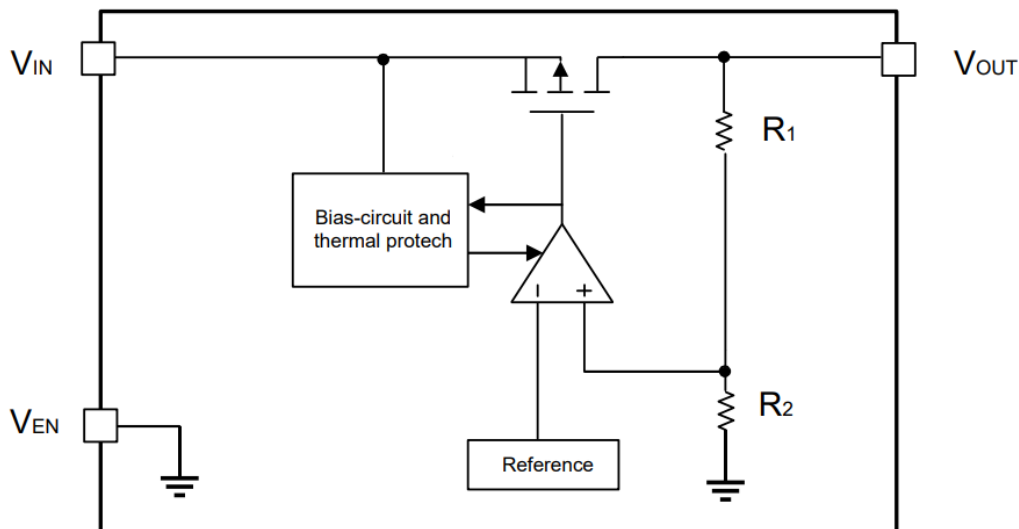 VIN
VOUT
R1
Bias-circuit and
thermal protech
− +
VEN
R2
Reference